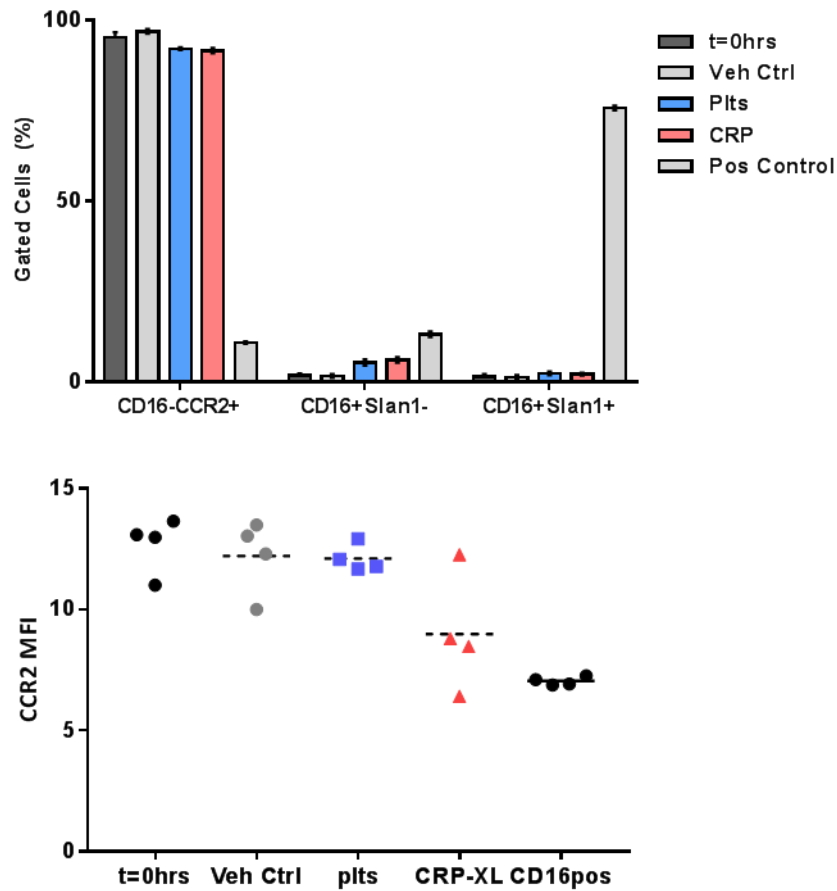 100
50
0
Gated Cells (%)
CD16-CCR2+
CD16+Slan1-
CD16+Slan1+
t=0hrs
Veh Ctrl
Plts
CRP
Pos Control
15
10
5
0
CCR2 MFI
t=0hrs
Veh Ctrl
plts
CRP-XL
CD16pos